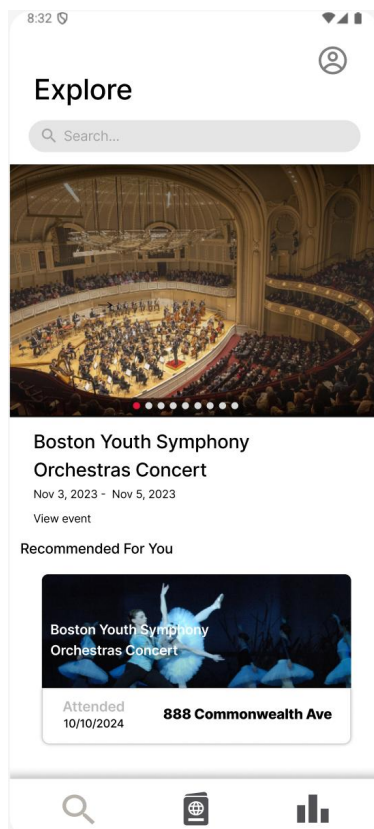 8:32
Explore
Search...
Boston Youth Symphony
Orchestras Concert
Nov 3, 2023 - Nov 5, 2023
View event
Recommended For You
Boston Youth Symphony
Orchestras Concert
Attended
10/10/2024
888 Commonwealth Ave